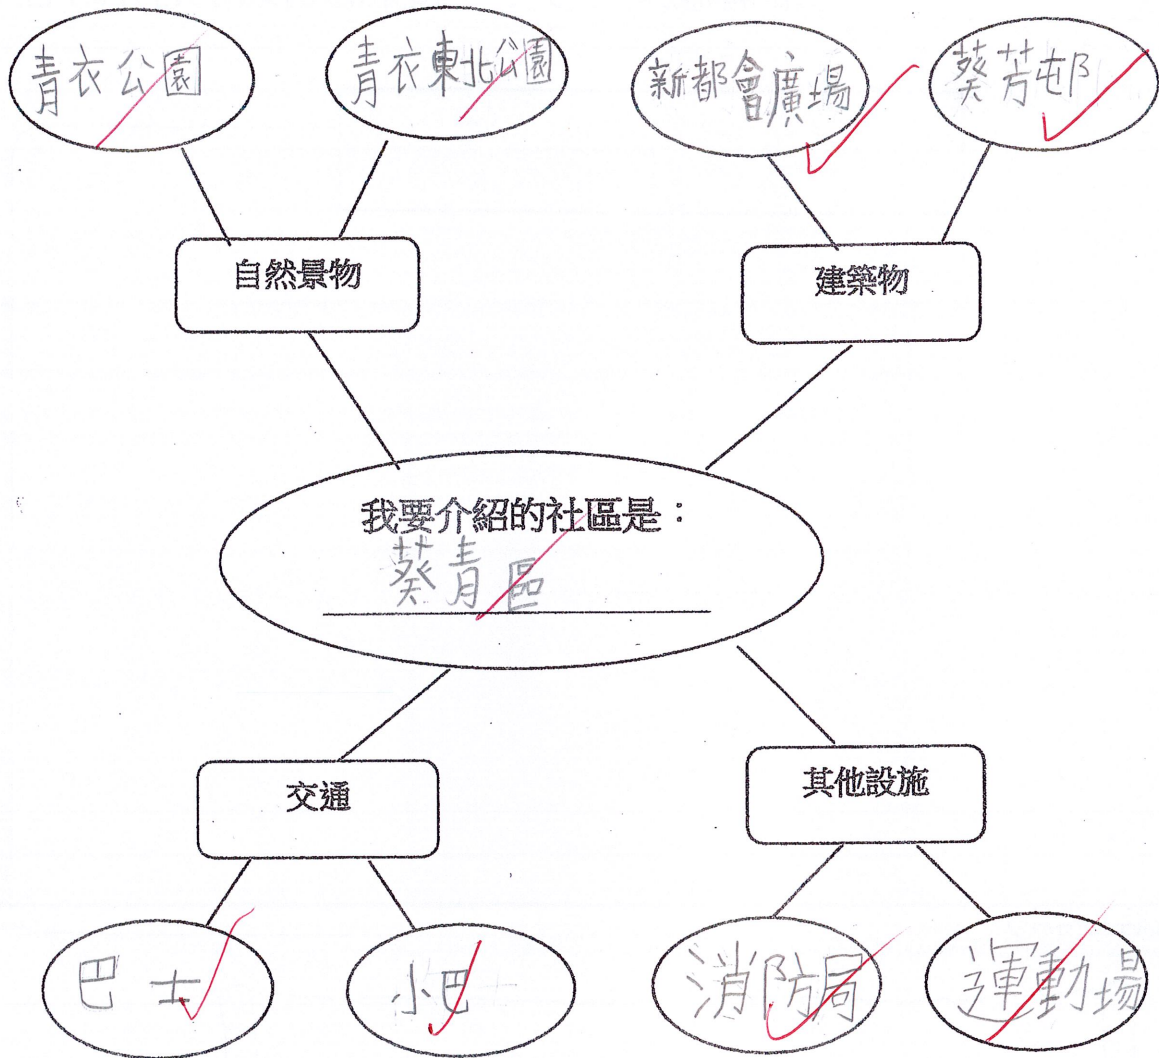 青衣公園
青衣東北公園
新都會廣場
葵芳邨
自然景物
建築物
我要介紹的社區是：
葵青區
交通
其他設施
巴士
小巴
消防局
運動場